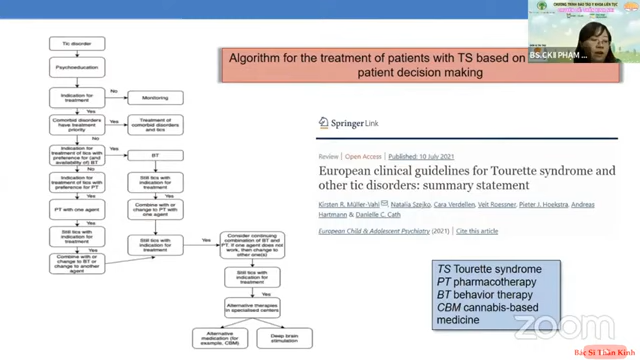 CHƯƠNG TRÌNH ĐÀO TẠO Y KHOA LIÊN TỤC
BS.CKII PHAM
Algorithm for the treatment of patients with TS based on
patient decision making
Tic disorder
Psychoeducation
Indication for
treatment
No
Monitoring
Yes
Comorbid disorders
have treatment
priority
Yes
Treatment of
comorbid disorders
and tics
No
Indication for
treatment of tics with
preference for (and
availability of) BT
Yes
BT
No
Indication for
treatment of tics with
preference for PT
Still tics with
indication for
treatment
Yes
Yes
PT with one agent
Combine with or
change to PT with
one agent
Still tics with
indication for
treatment
Still tics with
indication for
treatment
Yes
Consider continuing
combination of BT and
PT. If one agent does
not work, then change
to other one(s)
Yes
Combine with or
change to BT or
change to another
agent
Still tics with
indication for
treatment
Yes
Alternative therapies in
specialised centers
Alternative medication (for
example, CBM)
Deep brain
stimulation
Springer Link
Review | Open Access | Published: 10 July 2021
European clinical guidelines for Tourette syndrome and
other tic disorders: summary statement
Kirsten R. Müller-Vahl, Natalia Szejko, Cara Verdellen, Veit Roessner, Pieter J. Hoekstra, Andreas
Hartmann & Danielle C. Cath
European Child & Adolescent Psychiatry (2021) | Cite this article
TS Tourette syndrome
PT pharmacotherapy
BT behavior therapy
CBM cannabis-based
medicine
zoom
Bác Sĩ Thần Kinh